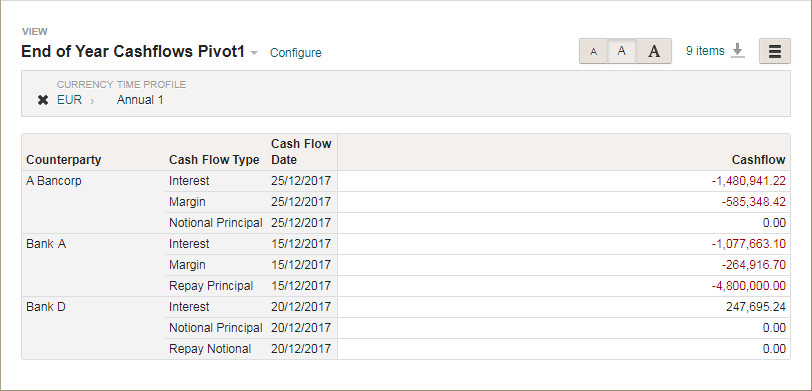 VIEW
End of Year Cashflows Pivot1 Configure
A A A 9 items
CURRENCY TIME PROFILE
EUR › Annual 1
Counterparty Cash Flow Type Cash Flow Date Cashflow
A Bancorp Interest 25/12/2017 -1,480,941.22
Margin 25/12/2017 -585,348.42
Notional Principal 25/12/2017 0.00
Bank A Interest 15/12/2017 -1,077,663.10
Margin 15/12/2017 -264,916.70
Repay Principal 15/12/2017 -4,800,000.00
Bank D Interest 20/12/2017 247,695.24
Notional Principal 20/12/2017 0.00
Repay Notional 20/12/2017 0.00